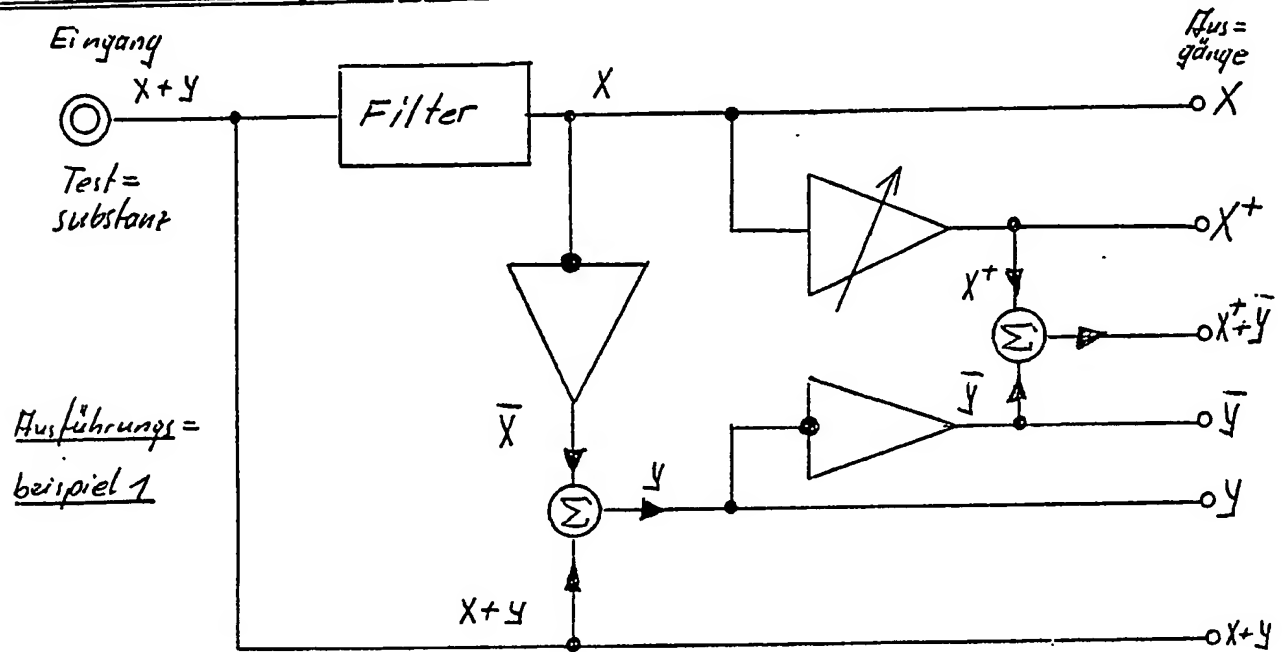 Eingang
X+y
Test=
substanz
Filter
X
Aus=
gänge
X
X⁺
X⁺
Σ
X⁺+y̅
y̅
y̅
X̅
Ausführungs=
beispiel 1
Σ
y
y
X+y
X+y